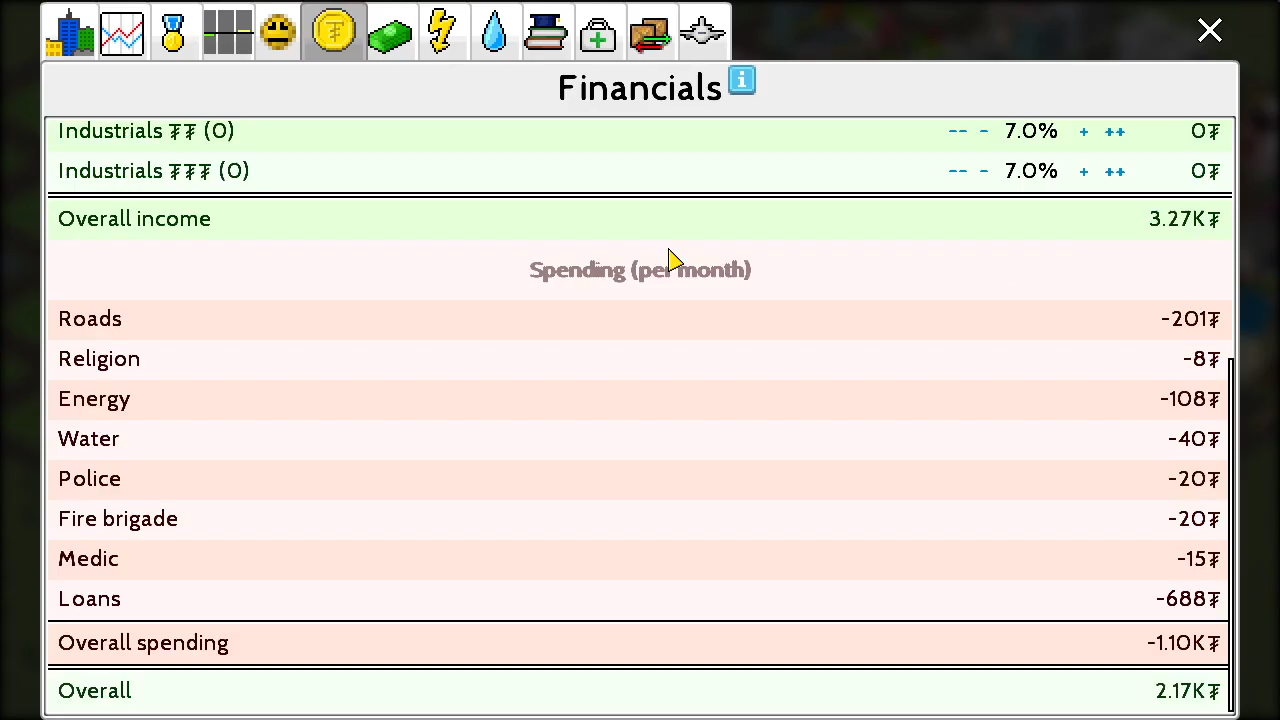 Financials
Industrials ₮₮ (0) -- - 7.0% + ++ 0₮
Industrials ₮₮₮ (0) -- - 7.0% + ++ 0₮
Overall income 3.27K₮
Spending (per month)
Roads -201₮
Religion -8₮
Energy -108₮
Water -40₮
Police -20₮
Fire brigade -20₮
Medic -15₮
Loans -688₮
Overall spending -1.10K₮
Overall 2.17K₮